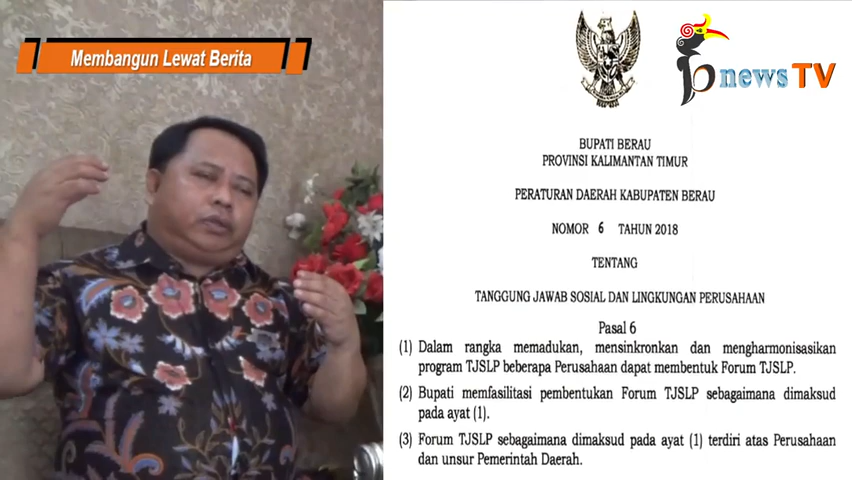 Membangun Lewat Berita
bnews TV
BUPATI BERAU
PROVINSI KALIMANTAN TIMUR
PERATURAN DAERAH KABUPATEN BERAU
NOMOR 6 TAHUN 2018
TENTANG
TANGGUNG JAWAB SOSIAL DAN LINGKUNGAN PERUSAHAAN
Pasal 6
(1) Dalam rangka memadukan, mensinkronkan dan mengharmonisasikan
program TJSLP beberapa Perusahaan dapat membentuk Forum TJSLP.
(2) Bupati memfasilitasi pembentukan Forum TJSLP sebagaimana dimaksud
pada ayat (1).
(3) Forum TJSLP sebagaimana dimaksud pada ayat (1) terdiri atas Perusahaan
dan unsur Pemerintah Daerah.